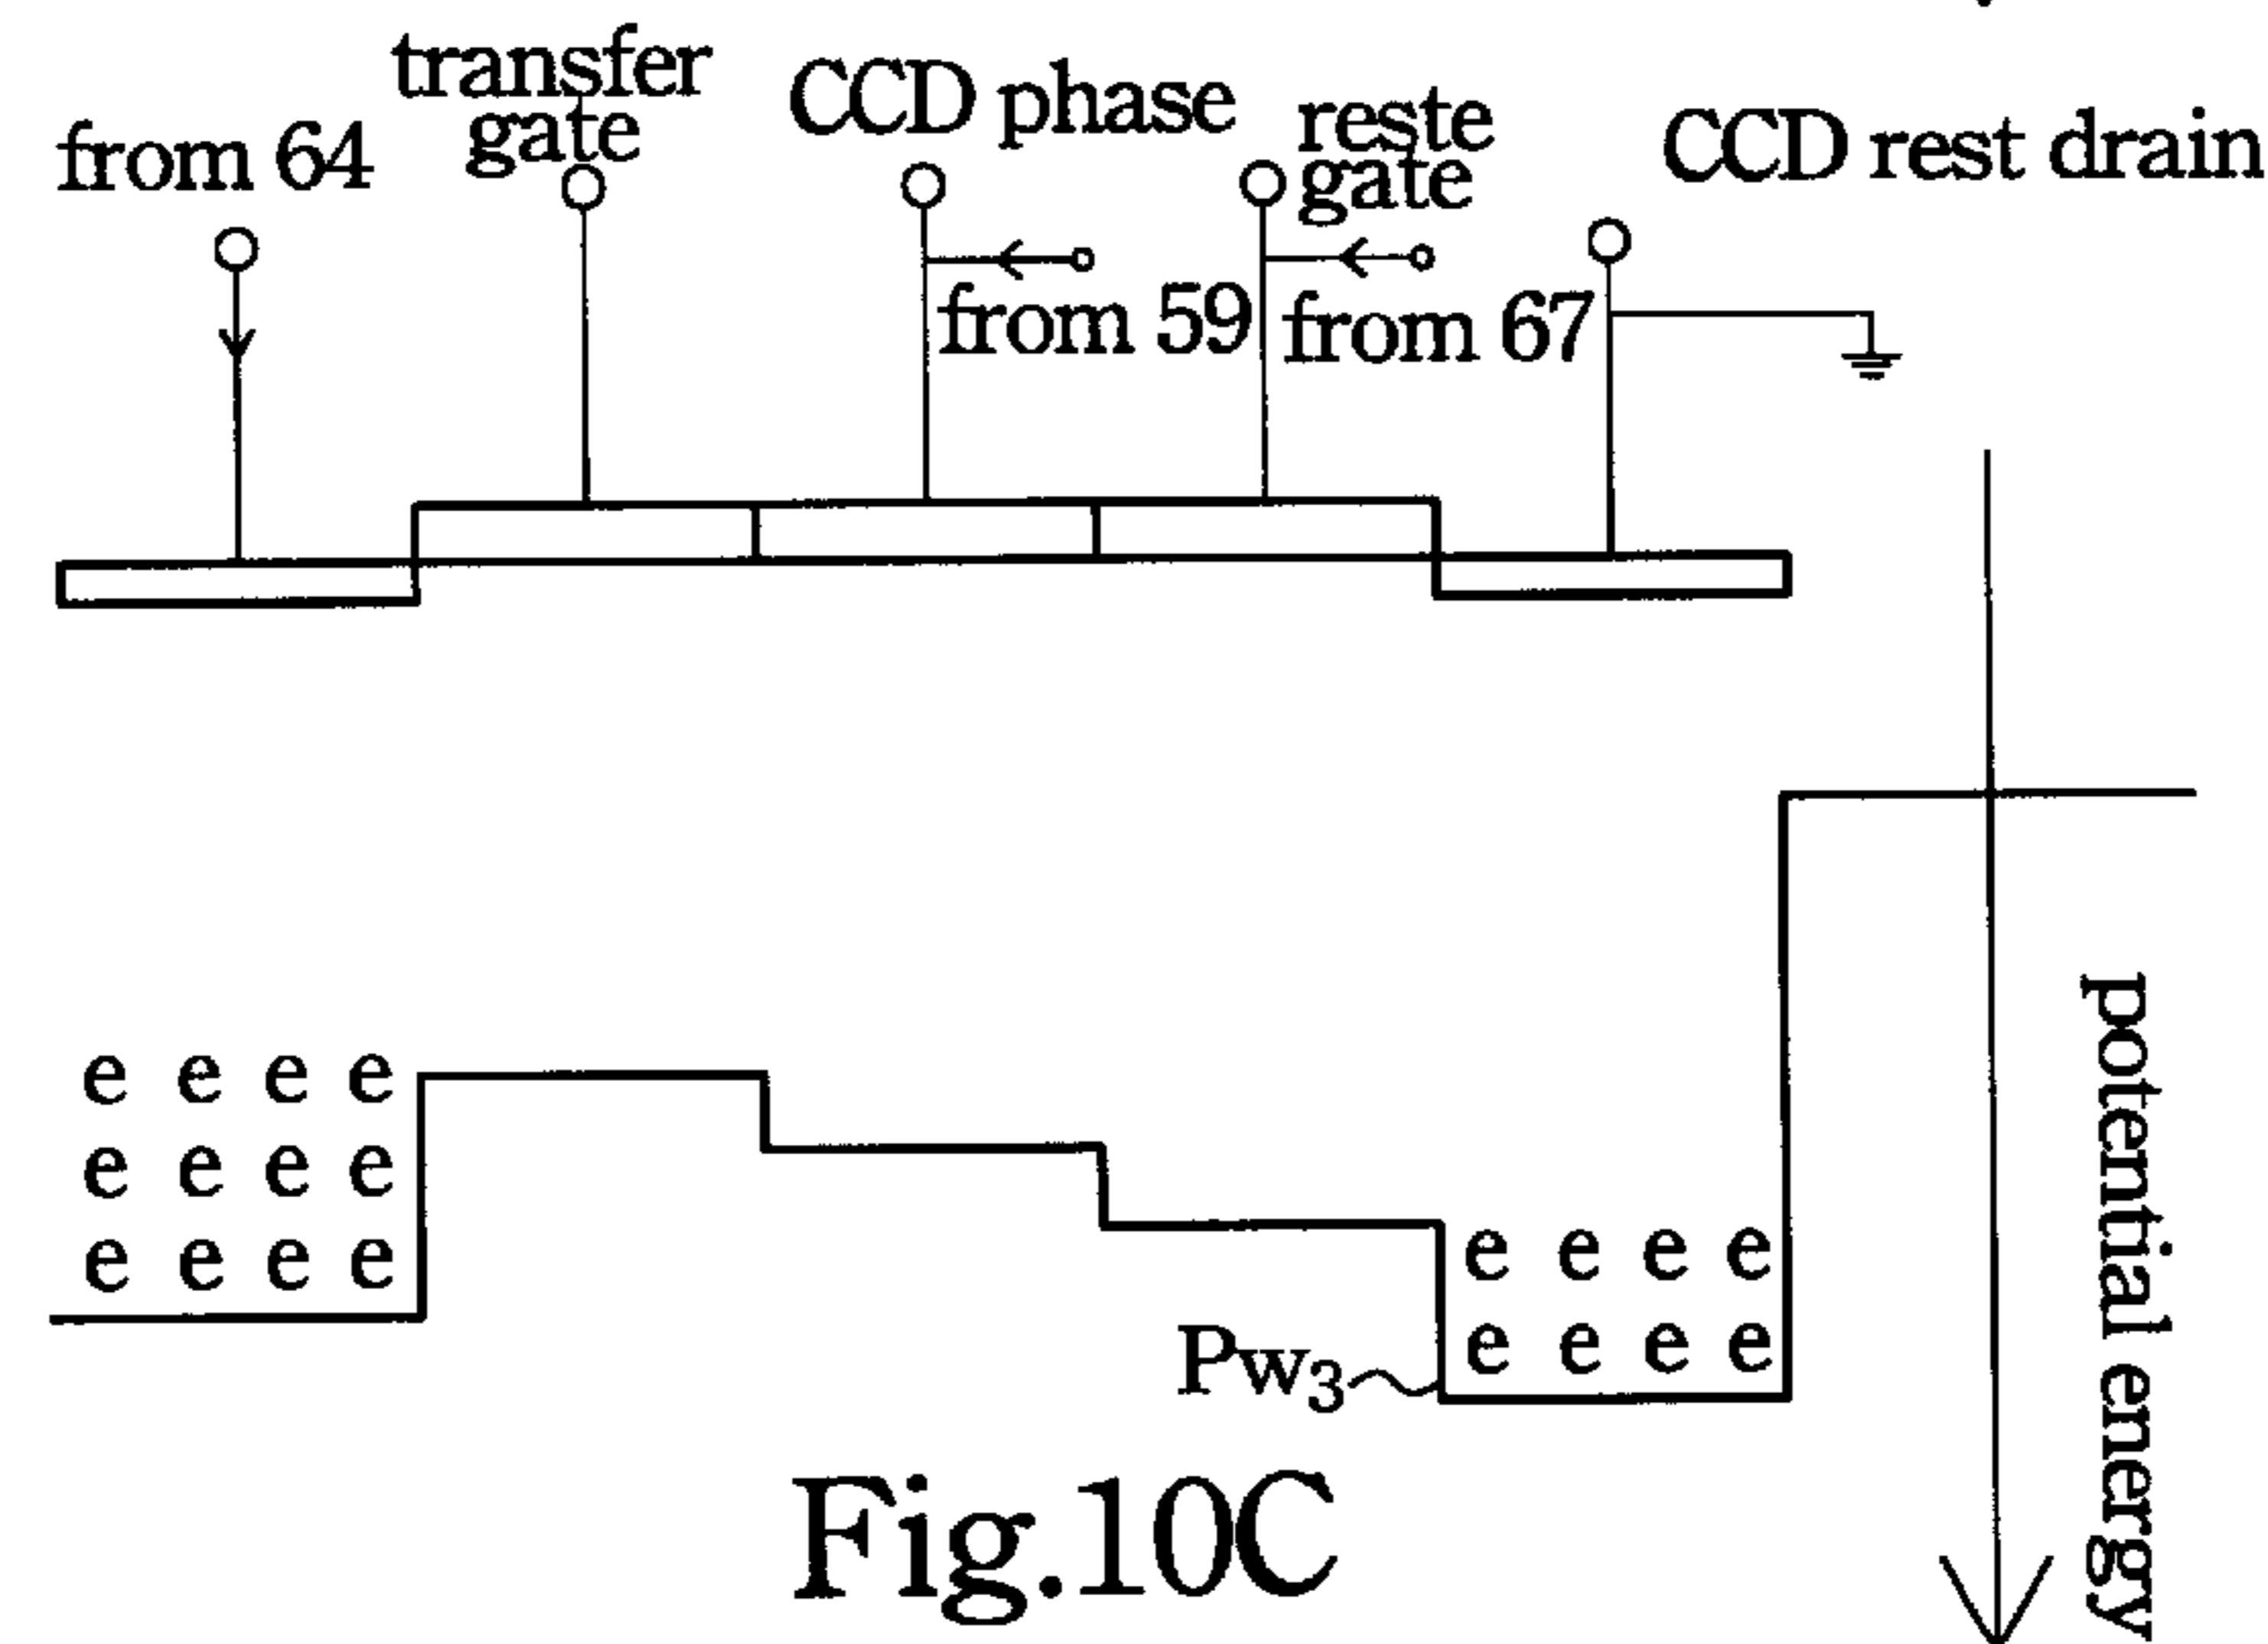 transfer
gate
CCD phase
reste
gate
CCD rest drain
from 64
from 59
from 67
e e e e
e e e e
e e e e
e e e e
e e e e
Pw3
potential energy
Fig.10C